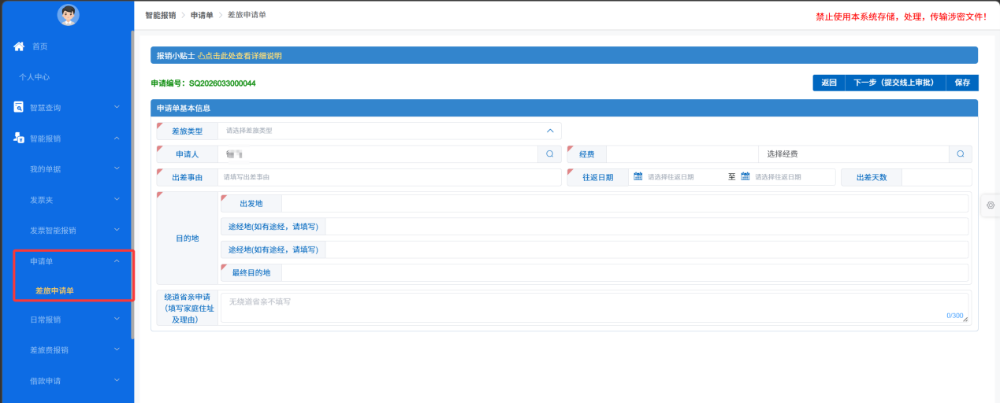 智能报销 > 申请单 > 差旅申请单
禁止使用本系统存储，处理，传输涉密文件！
首页
个人中心
智慧查询
智能报销
我的单据
发票夹
发票智能报销
申请单
差旅申请单
日常报销
差旅费报销
借款申请
报销小贴士 点击此处查看详细说明
申请编号：SQ2026033000044
返回 下一步（提交线上审批） 保存
申请单基本信息
差旅类型 请选择差旅类型
申请人 经费 选择经费
出差事由 请填写出差事由 往返日期 请选择往返日期 至 请选择往返日期 出差天数
目的地
出发地
途经地(如有途经，请填写)
途经地(如有途经，请填写)
最终目的地
绕道省亲申请
（填写家庭住址
及理由）
无绕道省亲不填写
0/300